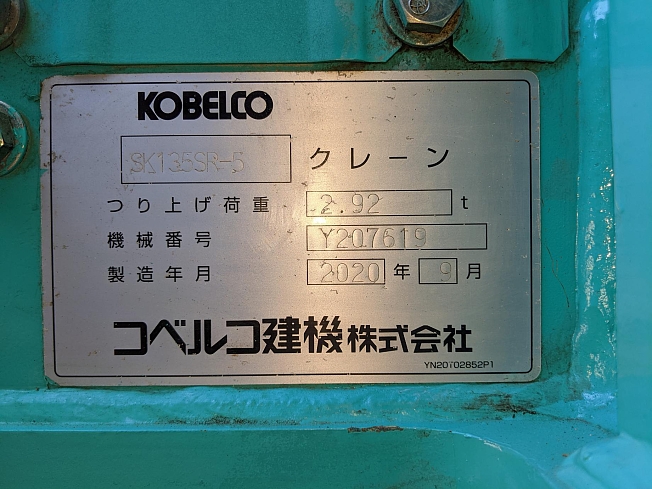 KOBELCO
SK135SR-5 クレーン
つり上げ荷重 2.92 t
機械番号 Y207619
製造年月 2020 年 9 月
コベルコ建機株式会社
YN20T02852P1